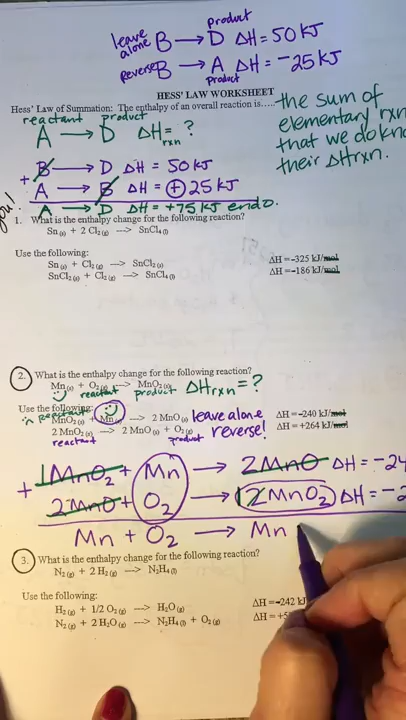 product
leave alone B → D ΔH = 50 kJ
reverse B → A ΔH = -25 kJ
product
HESS' LAW WORKSHEET
Hess' Law of Summation: The enthalpy of an overall reaction is..... the sum of elementary rxn that we do kno their ΔHrxn.
reactant product
A → D ΔHrxn = ?
+ B → D ΔH = 50 kJ
A → B ΔH = + 25 kJ
A → D ΔH = +75 kJ endo.
you!
1. What is the enthalpy change for the following reaction?
Sn (s) + 2 Cl2 (g) ---> SnCl4 (l)
Use the following:
Sn (s) + Cl2 (g) ---> SnCl2 (s) ΔH = -325 kJ/mol
SnCl2 (s) + Cl2 (g) ---> SnCl4 (l) ΔH = -186 kJ/mol
2. What is the enthalpy change for the following reaction?
Mn (s) + O2 (g) ---> MnO2 (s) ΔHrxn = ?
reactant product
Use the following:
reactant
MnO2 (s) + Mn (s) ---> 2 MnO (s) leave alone ΔH = -240 kJ/mol
2 MnO2 (s) ---> 2 MnO (s) + O2 (g) reverse! ΔH = +264 kJ/mol
reactant product
+ 1MnO2 + Mn → 2MnO ΔH = -24
2MnO + O2 → 12MnO2 ΔH = -2
Mn + O2 → Mn
3. What is the enthalpy change for the following reaction?
N2 (g) + 2 H2 (g) ---> N2H4 (l)
Use the following:
H2 (g) + 1/2 O2 (g) ---> H2O (g) ΔH = -242 kJ
N2 (g) + 2 H2O (g) ---> N2H4 (l) + O2 (g) ΔH = +5